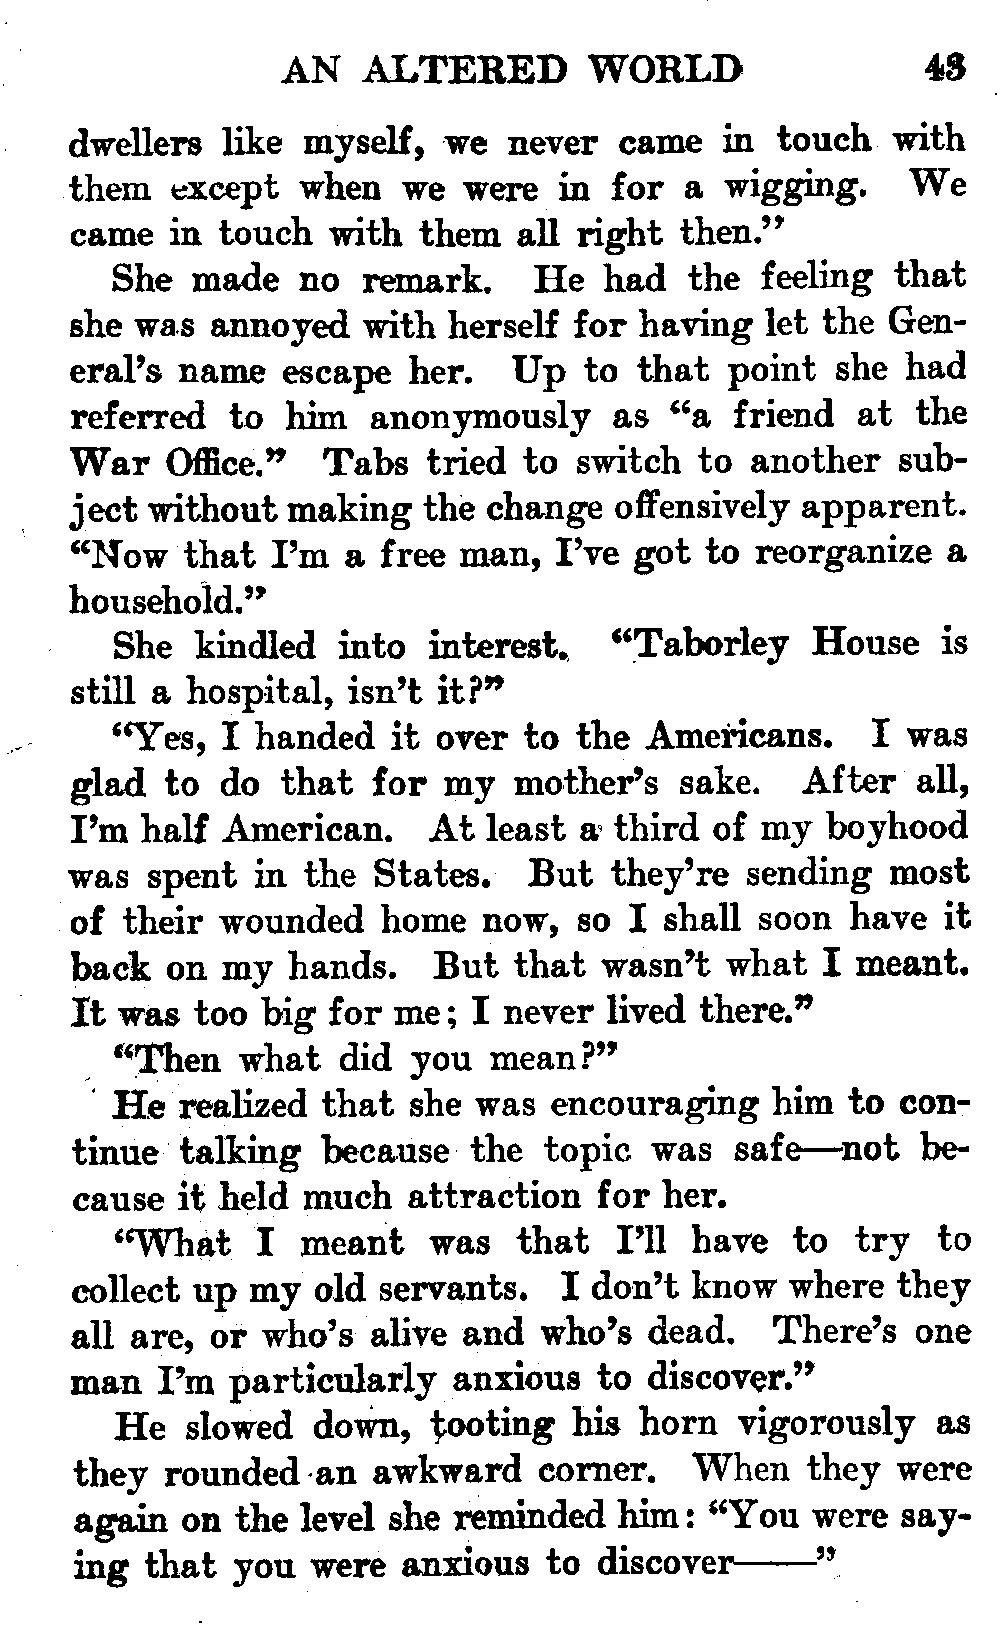 AN ALTERED WORLD 43
dwellers like myself, we never came in touch with
them except when we were in for a wigging. We
came in touch with them all right then.”
She made no remark. He had the feeling that
she was annoyed with herself for having let the Gen-
eral’s name escape her. Up to that point she had
referred to him anonymously as “a friend at the
War Office.” Tabs tried to switch to another sub-
ject without making the change offensively apparent.
“Now that I’m a free man, I’ve got to reorganize a
household.”
She kindled into interest. “Taborley House is
still a hospital, isn’t it?”
“Yes, I handed it over to the Americans. I was
glad to do that for my mother’s sake. After all,
I’m half American. At least a third of my boyhood
was spent in the States. But they’re sending most
of their wounded home now, so I shall soon have it
back on my hands. But that wasn’t what I meant.
It was too big for me; I never lived there.”
“Then what did you mean?”
He realized that she was encouraging him to con-
tinue talking because the topic was safe—not be-
cause it held much attraction for her.
“What I meant was that I’ll have to try to
collect up my old servants. I don’t know where they
all are, or who’s alive and who’s dead. There’s one
man I’m particularly anxious to discover.”
He slowed down, tooting his horn vigorously as
they rounded an awkward corner. When they were
again on the level she reminded him: “You were say-
ing that you were anxious to discover——”